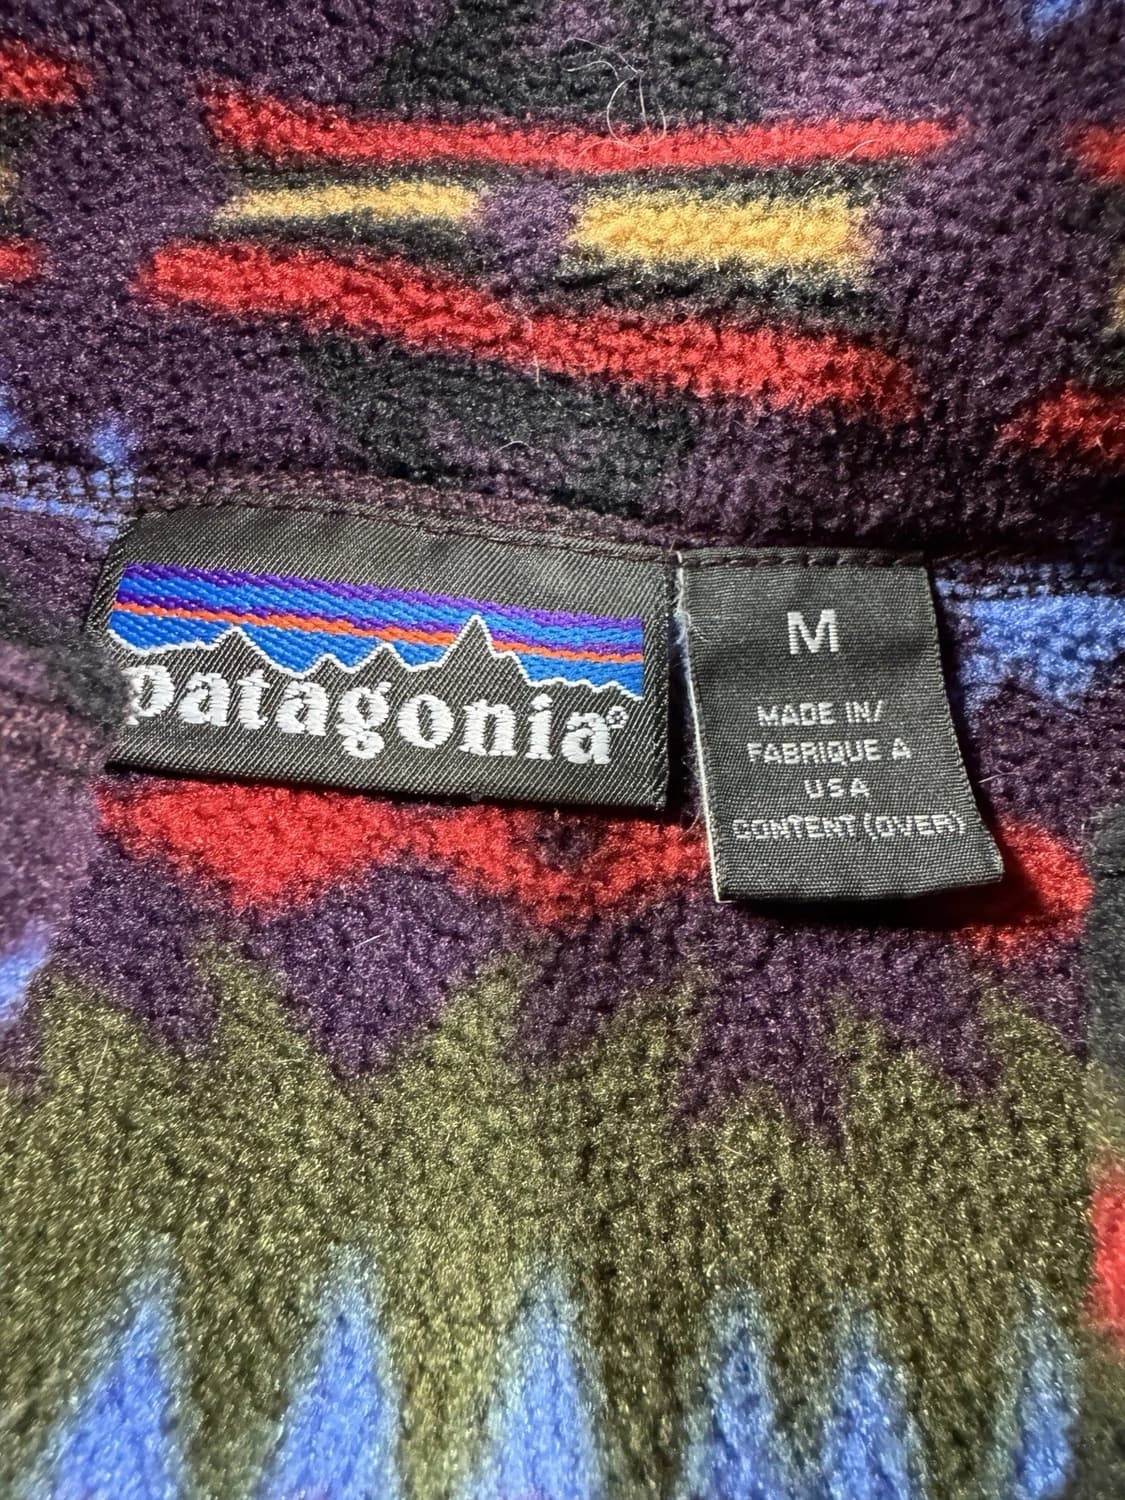 patagonia®
M
MADE IN/
FABRIQUE A
USA
CONTENT (OVER)